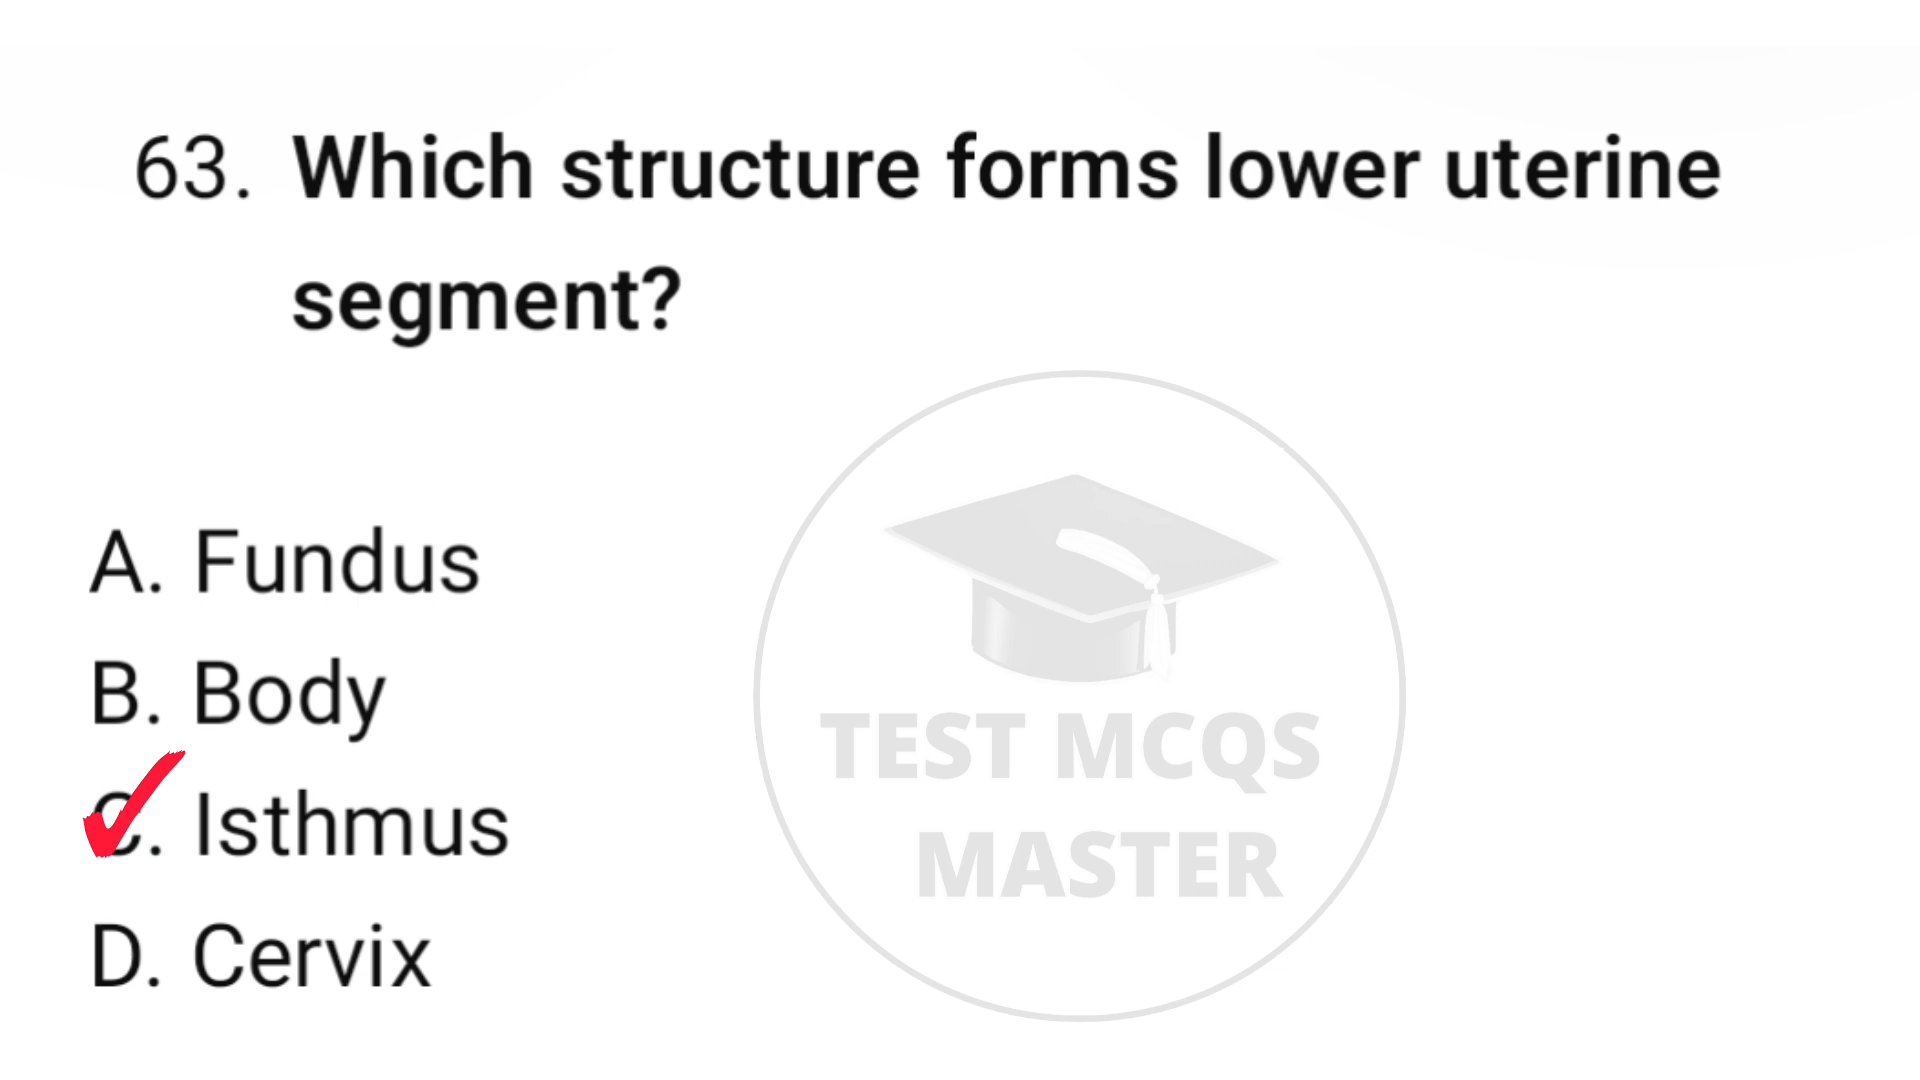 63. Which structure forms lower uterine
segment?
A. Fundus
B. Body
C. Isthmus
D. Cervix
TEST MCQS
MASTER